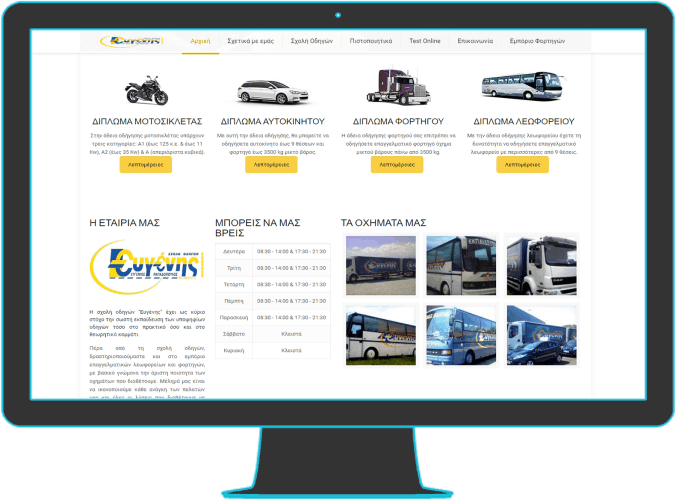 Ευγένης
Αρχική Σχετικά με εμάς Σχολή Οδηγών Πιστοποιητικά Test Online Επικοινωνία Εμπόριο Φορτηγών
ΔΙΠΛΩΜΑ ΜΟΤΟΣΙΚΛΕΤΑΣ
Στην άδεια οδήγησης μοτοσικλέτας υπάρχουν
τρεις κατηγορίες: A1 (έως 125 κ.ε. & έως 11
Kw), A2 (έως 35 Kw) & A (απεριόριστα κυβικά).
Λεπτομέρειες
ΔΙΠΛΩΜΑ ΑΥΤΟΚΙΝΗΤΟΥ
Με αυτή την άδεια οδήγησης, θα μπορείτε να
οδηγήσετε αυτοκίνητο έως 9 θέσεων και
φορτηγό έως 3500 kg μικτό βάρος.
Λεπτομέρειες
ΔΙΠΛΩΜΑ ΦΟΡΤΗΓΟΥ
Η άδεια οδήγησης φορτηγού σας επιτρέπει να
οδηγήσετε επαγγελματικό φορτηγό όχημα
μικτού βάρους πάνω από 3500 kg.
Λεπτομέρειες
ΔΙΠΛΩΜΑ ΛΕΩΦΟΡΕΙΟΥ
Με την άδεια οδήγησης λεωφορείου έχετε τη
δυνατότητα να οδηγήσετε επαγγελματικό
λεωφορείο με περισσότερες από 9 θέσεις.
Λεπτομέρειες
Η ΕΤΑΙΡΙΑ ΜΑΣ
ΣΧΟΛΗ ΟΔΗΓΩΝ
Ευγένης
Η σχολή οδηγών "Ευγένης" έχει ως κύριο
στόχο την σωστή εκπαίδευση των υποψηφίων
οδηγών τόσο στο πρακτικό όσο και στο
θεωρητικό κομμάτι.
Πέρα από τη σχολή οδηγών,
δραστηριοποιούμαστε και στο εμπόριο
επαγγελματικών λεωφορείων και φορτηγών,
με βασικό γνώμονα την άριστη ποιότητα των
οχημάτων που διαθέτουμε. Μέλημά μας είναι
να ικανοποιούμε κάθε ανάγκη των πελατών
ΜΠΟΡΕΙΣ ΝΑ ΜΑΣ
ΒΡΕΙΣ
Δευτέρα 08:30 - 14:00 & 17:30 - 21:30
Τρίτη 08:30 - 14:00 & 17:30 - 21:30
Τετάρτη 08:30 - 14:00 & 17:30 - 21:30
Πέμπτη 08:30 - 14:00 & 17:30 - 21:30
Παρασκευή 08:30 - 14:00 & 17:30 - 21:30
Σάββατο Κλειστά
Κυριακή Κλειστά
ΤΑ ΟΧΗΜΑΤΑ ΜΑΣ